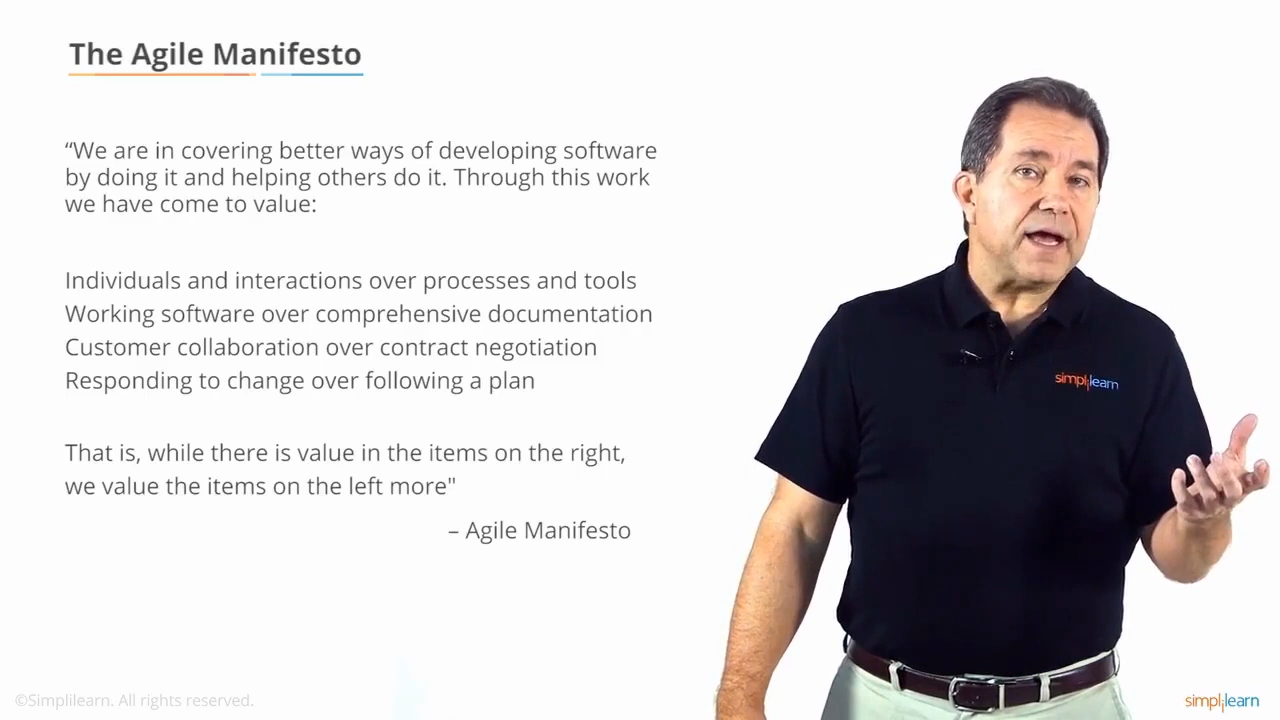 The Agile Manifesto
“We are in covering better ways of developing software
by doing it and helping others do it. Through this work
we have come to value:
Individuals and interactions over processes and tools
Working software over comprehensive documentation
Customer collaboration over contract negotiation
Responding to change over following a plan
That is, while there is value in the items on the right,
we value the items on the left more"
– Agile Manifesto
simplilearn
©Simplilearn. All rights reserved.
simplilearn